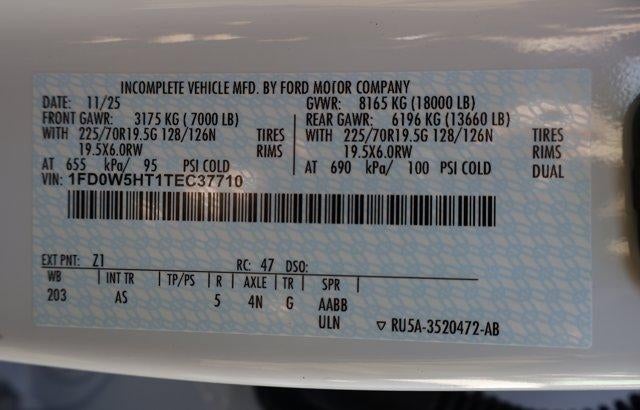 INCOMPLETE VEHICLE MFD. BY FORD MOTOR COMPANY
DATE: 11/25 GVWR: 8165 KG (18000 LB)
FRONT GAWR: 3175 KG ( 7000 LB) REAR GAWR: 6196 KG (13660 LB)
WITH 225/70R19.5G 128/126N TIRES WITH 225/70R19.5G 128/126N TIRES
19.5X6.0RW RIMS 19.5X6.0RW RIMS
AT 655 kPa/ 95 PSI COLD AT 690 kPa/ 100 PSI COLD DUAL
VIN: 1FD0W5HT1TEC37710
EXT PNT: Z1 RC: 47 DSO:
WB INT TR TP/PS R AXLE TR SPR
203 AS 5 4N G AABB
ULN ▽ RU5A-3520472-AB